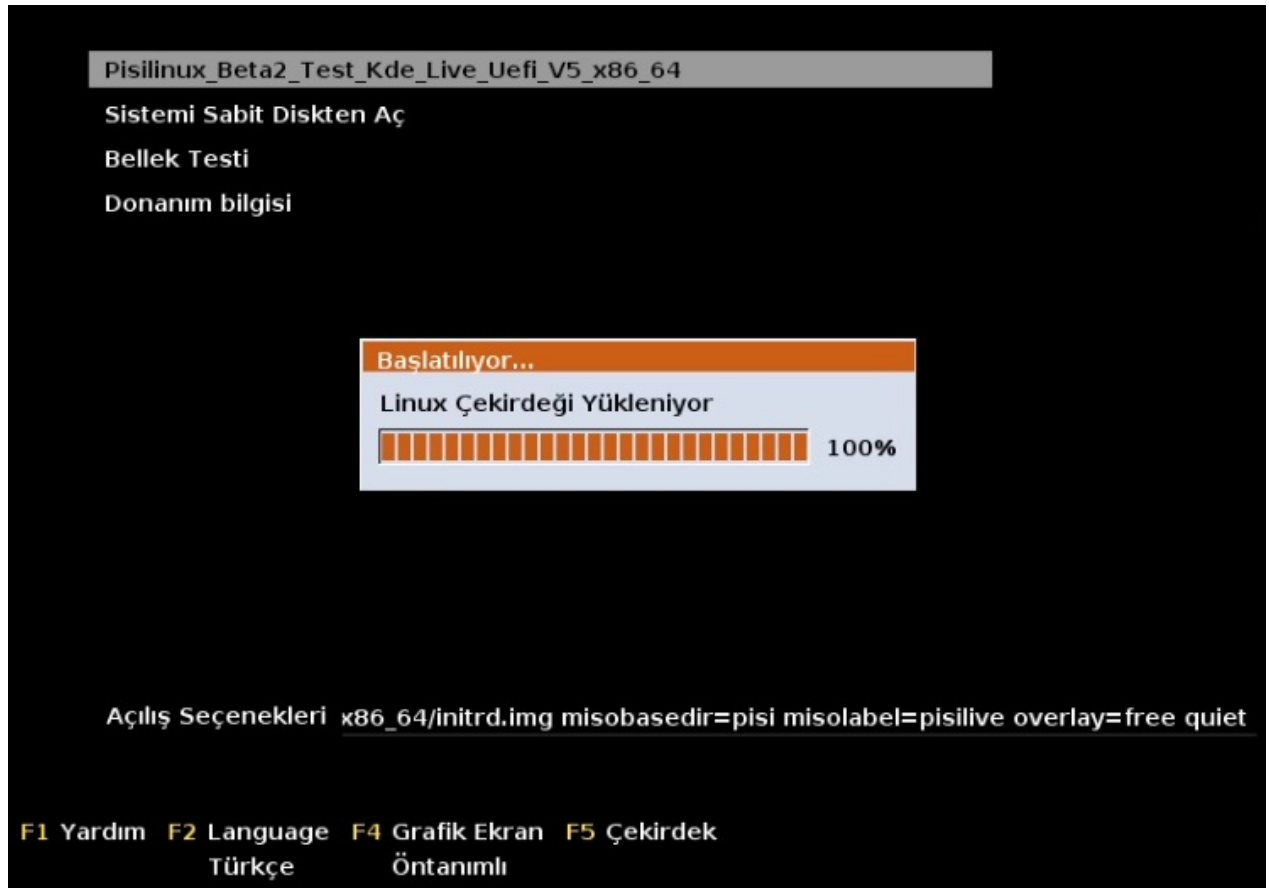 Pisilinux_Beta2_Test_Kde_Live_Uefi_V5_x86_64
Sistemi Sabit Diskten Aç
Bellek Testi
Donanım bilgisi
Başlatılıyor...
Linux Çekirdeği Yükleniyor
100%
Açılış Seçenekleri x86_64/initrd.img misobasedir=pisi misolabel=pisilive overlay=free quiet
F1 Yardım F2 Language F4 Grafik Ekran F5 Çekirdek
Türkçe Öntanımlı